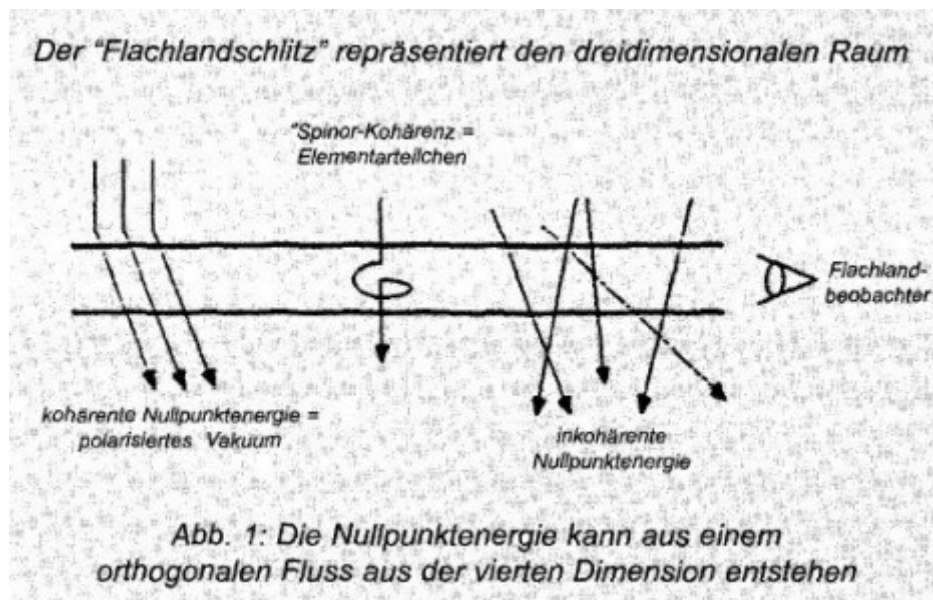 Der "Flachlandschlitz" repräsentiert den dreidimensionalen Raum
"Spinor-Kohärenz =
Elementarteilchen
Flachland-
beobachter
kohärente Nullpunktenergie =
polarisiertes Vakuum
inkohärente
Nullpunktenergie
Abb. 1: Die Nullpunktenergie kann aus einem
orthogonalen Fluss aus der vierten Dimension entstehen